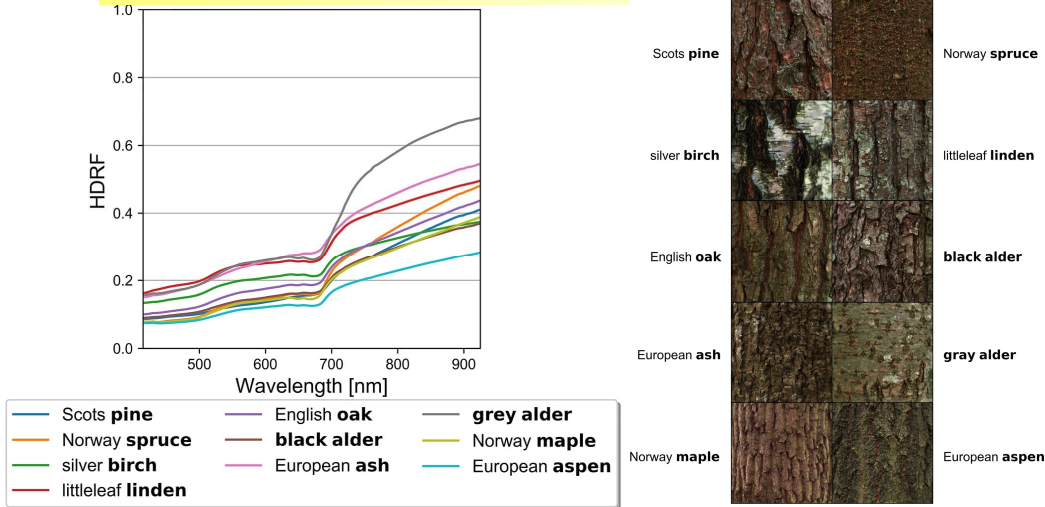 1.0
0.8
0.6
0.4
0.2
0.0
HDRF
500 600 700 800 900
Wavelength [nm]
Scots pine
Norway spruce
silver birch
littleleaf linden
English oak
black alder
European ash
grey alder
Norway maple
European aspen
Scots pine
Norway spruce
silver birch
littleleaf linden
English oak
black alder
European ash
gray alder
Norway maple
European aspen